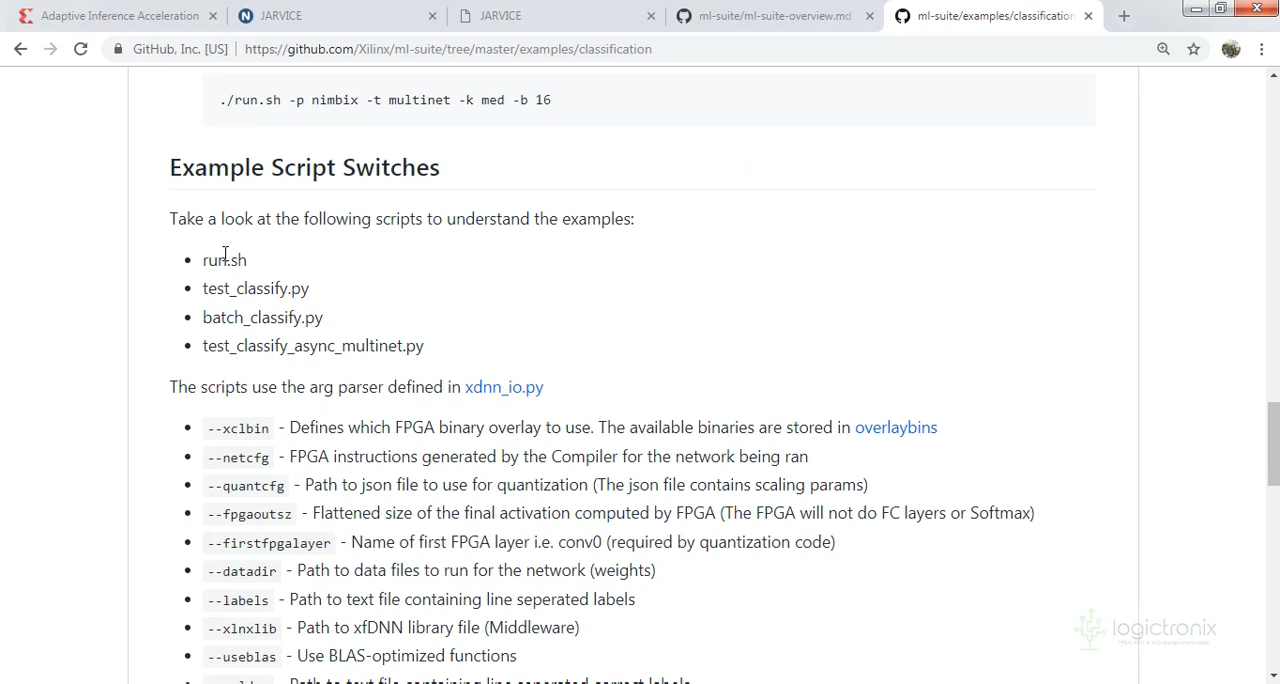 Adaptive Inference Acceleration
JARVICE
JARVICE
ml-suite/ml-suite-overview.md
ml-suite/examples/classification
GitHub, Inc. [US] | https://github.com/Xilinx/ml-suite/tree/master/examples/classification
./run.sh -p nimbix -t multinet -k med -b 16
Example Script Switches
Take a look at the following scripts to understand the examples:
run.sh
test_classify.py
batch_classify.py
test_classify_async_multinet.py
The scripts use the arg parser defined in xdnn_io.py
--xclbin - Defines which FPGA binary overlay to use. The available binaries are stored in overlaybins
--netcfg - FPGA instructions generated by the Compiler for the network being ran
--quantcfg - Path to json file to use for quantization (The json file contains scaling params)
--fpgaoutsz - Flattened size of the final activation computed by FPGA (The FPGA will not do FC layers or Softmax)
--firstfpgalayer - Name of first FPGA layer i.e. conv0 (required by quantization code)
--datadir - Path to data files to run for the network (weights)
--labels - Path to text file containing line seperated labels
--xlnxlib - Path to xfDNN library file (Middleware)
logictronix
--useblas - Use BLAS-optimized functions